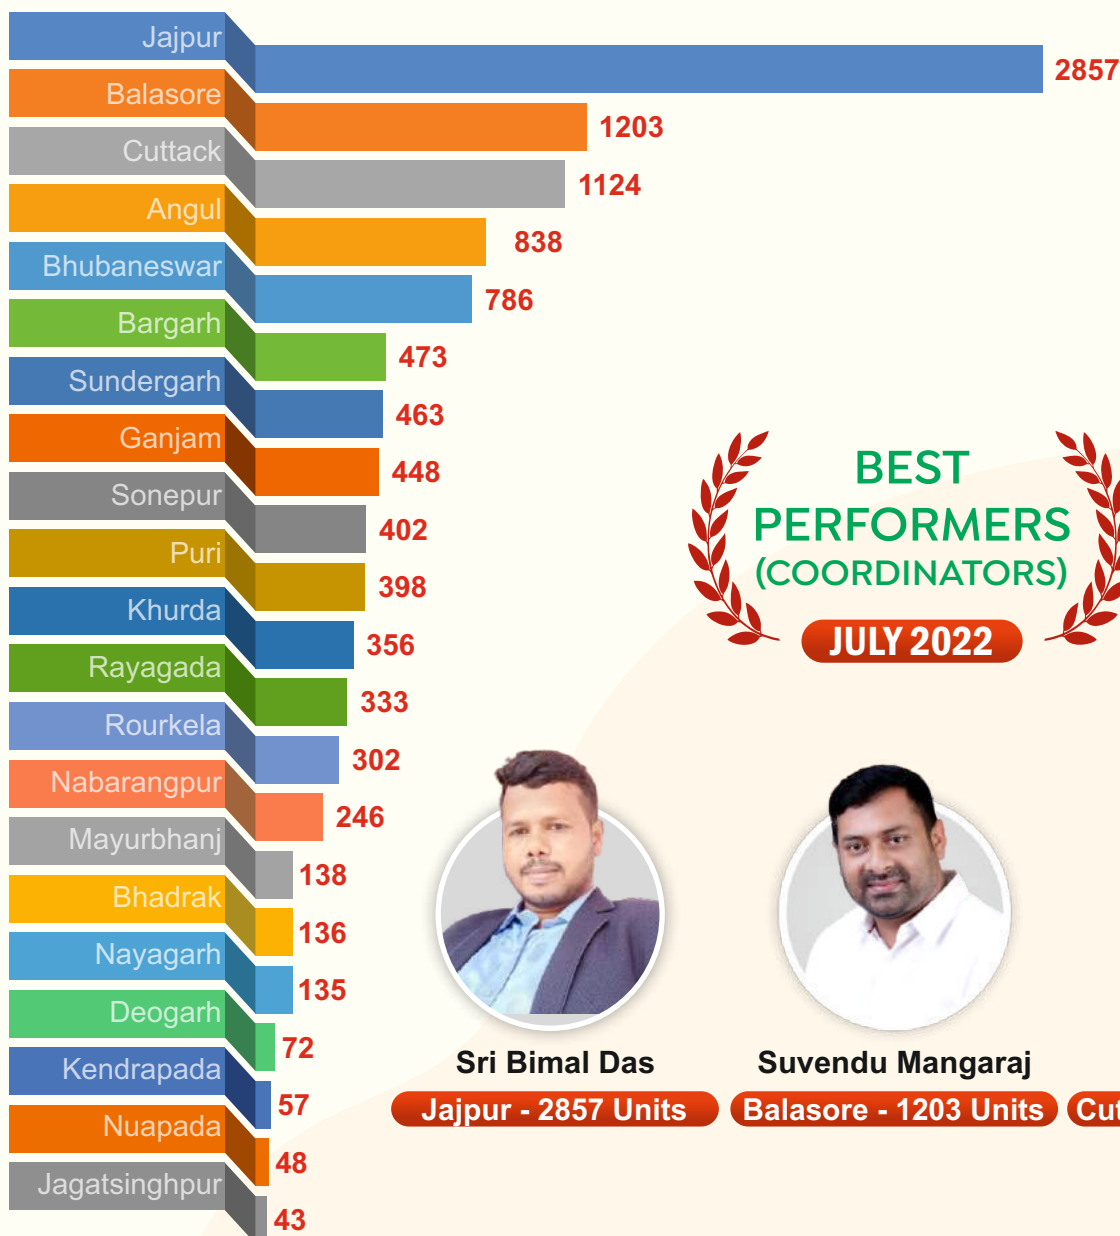 Jajpur 2857
Balasore 1203
Cuttack 1124
Angul 838
Bhubaneswar 786
Bargarh 473
Sundergarh 463
Ganjam 448
Sonepur 402
Puri 398
Khurda 356
Rayagada 333
Rourkela 302
Nabarangpur 246
Mayurbhanj 138
Bhadrak 136
Nayagarh 135
Deogarh 72
Kendrapada 57
Nuapada 48
Jagatsinghpur 43
BEST
PERFORMERS
(COORDINATORS)
JULY 2022
Sri Bimal Das
Jajpur - 2857 Units
Suvendu Mangaraj
Balasore - 1203 Units
Cut